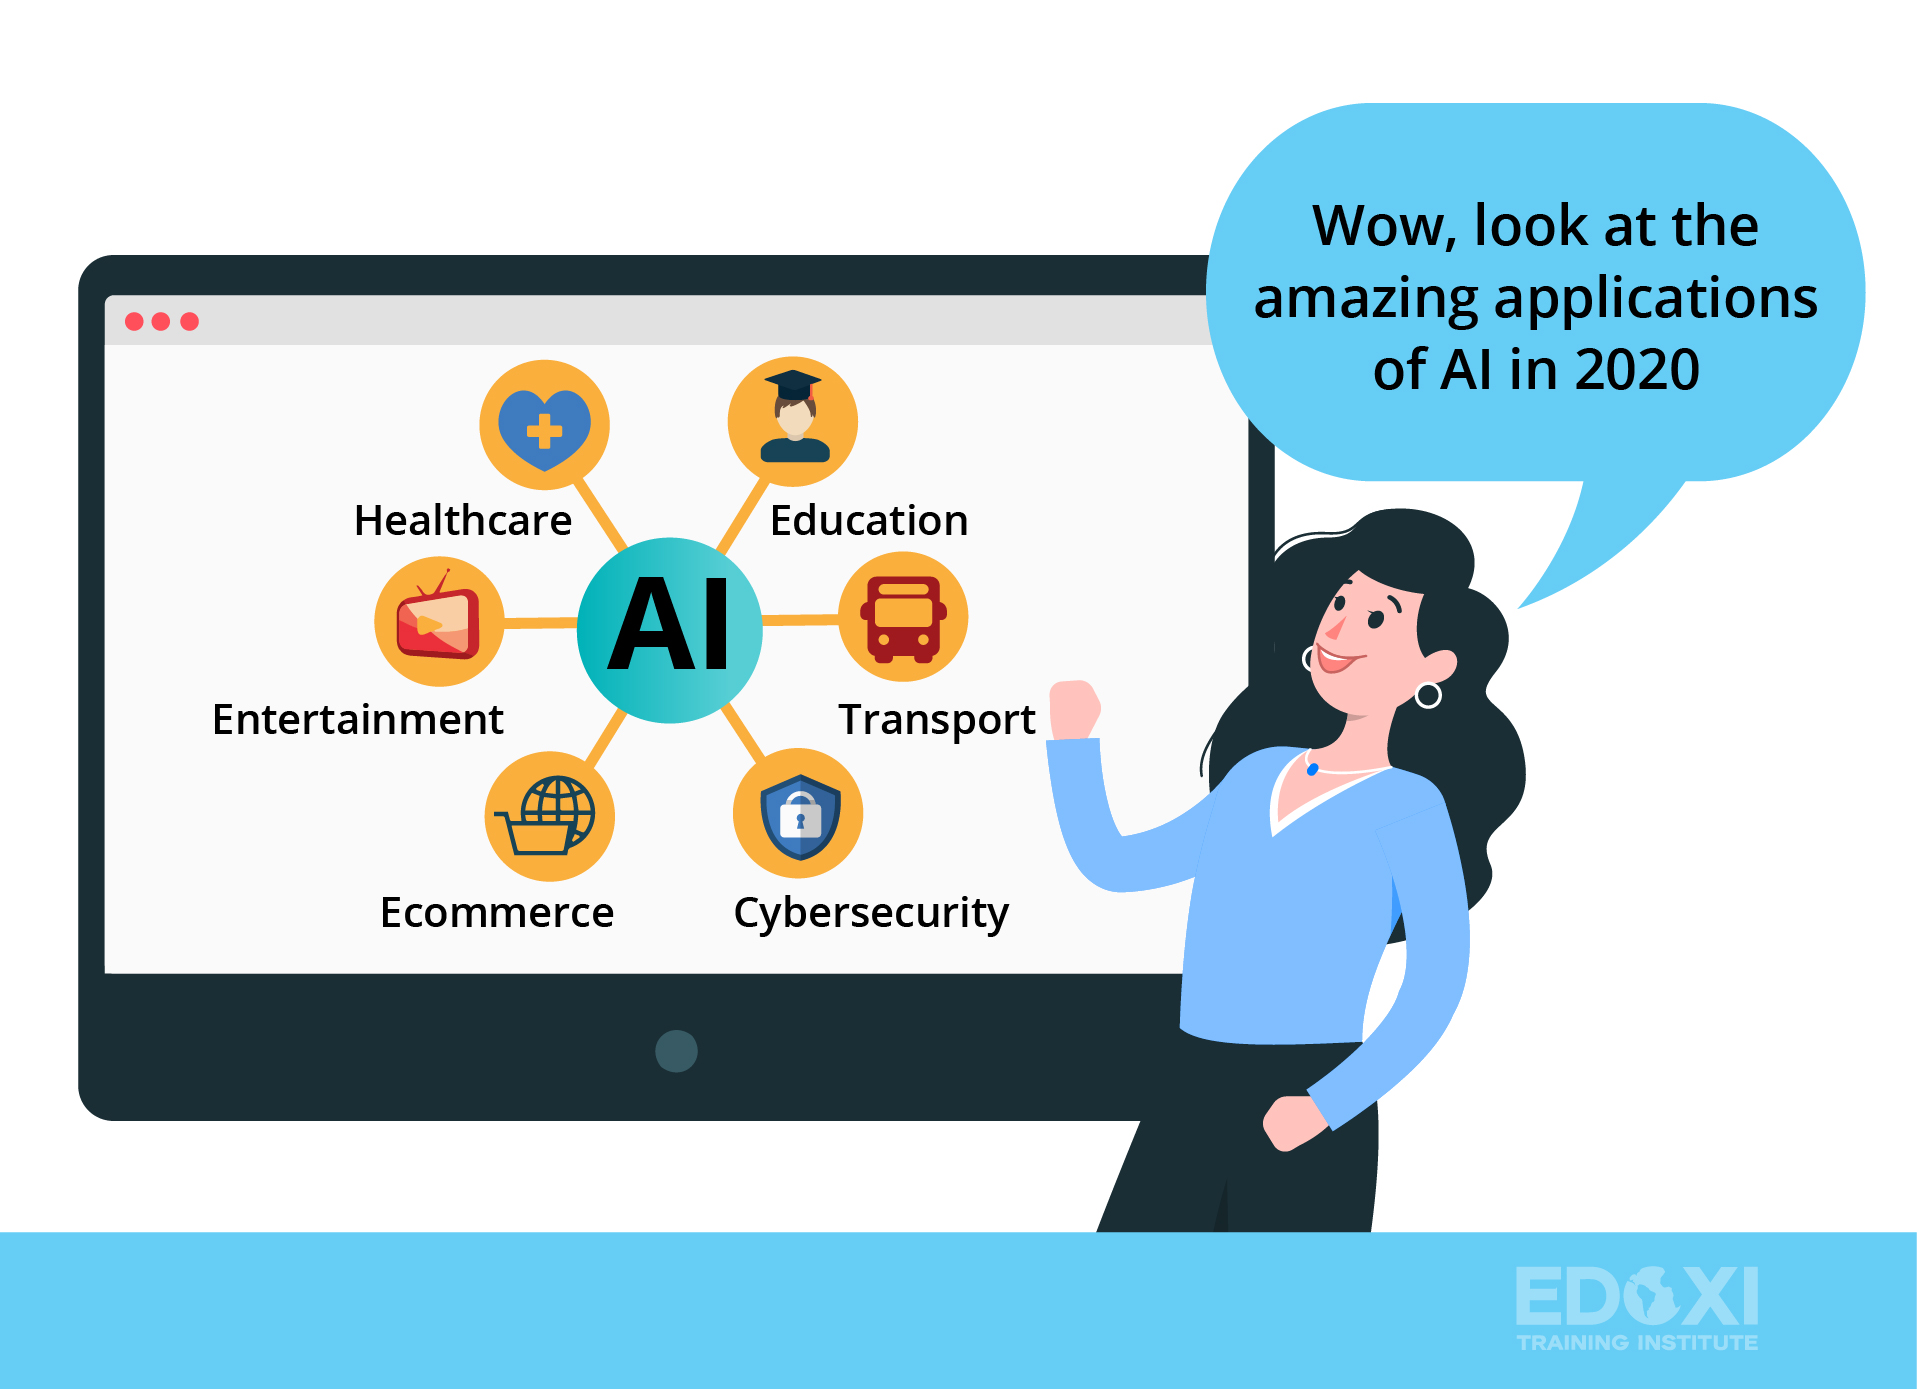 Wow, look at the
amazing applications
of AI in 2020
Healthcare
Education
AI
Entertainment
Transport
Ecommerce
Cybersecurity
EDOXI
TRAINING INSTITUTE